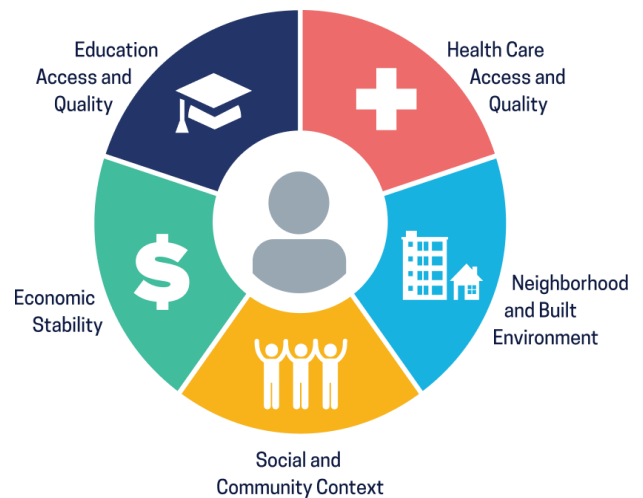 Education
Access and
Quality
Health Care
Access and
Quality
Economic
Stability
Neighborhood
and Built
Environment
Social and
Community Context